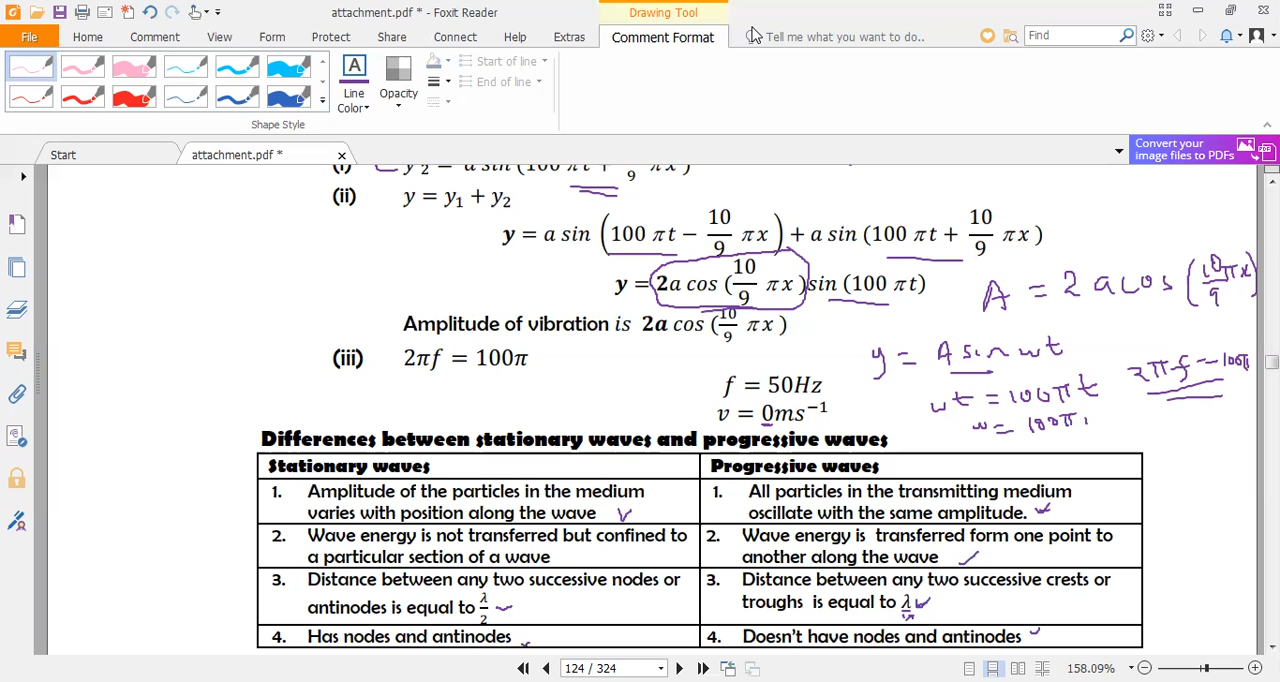 attachment.pdf * - Foxit Reader
Drawing Tool
File Home Comment View Form Protect Share Connect Help Extras Comment Format Tell me what you want to do.. Find
Start of line
End of line
Line Color
Opacity
Shape Style
Start
attachment.pdf *
Convert your image files to PDFs
(i) y 2 = a sin (100 πt + 9 πx)
(ii) y = y₁ + y₂
y = a sin (100 πt − 10/9 πx) + a sin (100 πt + 10/9 πx)
y = 2a cos (10/9 πx) sin (100 πt)
A = 2 a cos (10πx/9)
Amplitude of vibration is 2a cos (10/9 πx)
y = A sin wt
(iii) 2πf = 100π
2πf = 100π
f = 50Hz
wt = 100πt
v = 0ms⁻¹
w = 100π
Differences between stationary waves and progressive waves
Stationary waves
Progressive waves
1. Amplitude of the particles in the medium varies with position along the wave
1. All particles in the transmitting medium oscillate with the same amplitude.
2. Wave energy is not transferred but confined to a particular section of a wave
2. Wave energy is transferred form one point to another along the wave
3. Distance between any two successive nodes or antinodes is equal to λ/2
3. Distance between any two successive crests or troughs is equal to λ
4. Has nodes and antinodes
4. Doesn't have nodes and antinodes
124 / 324
158.09%